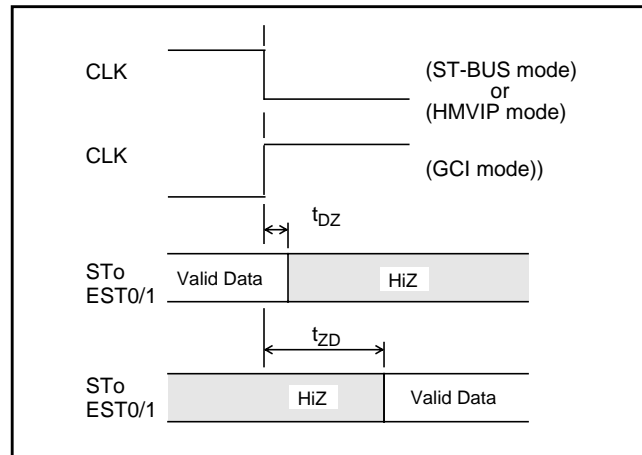 CLK
(ST-BUS mode)
or
(HMVIP mode)
CLK
(GCI mode))
tDZ
STo
EST0/1
Valid Data
HiZ
tZD
STo
EST0/1
HiZ
Valid Data